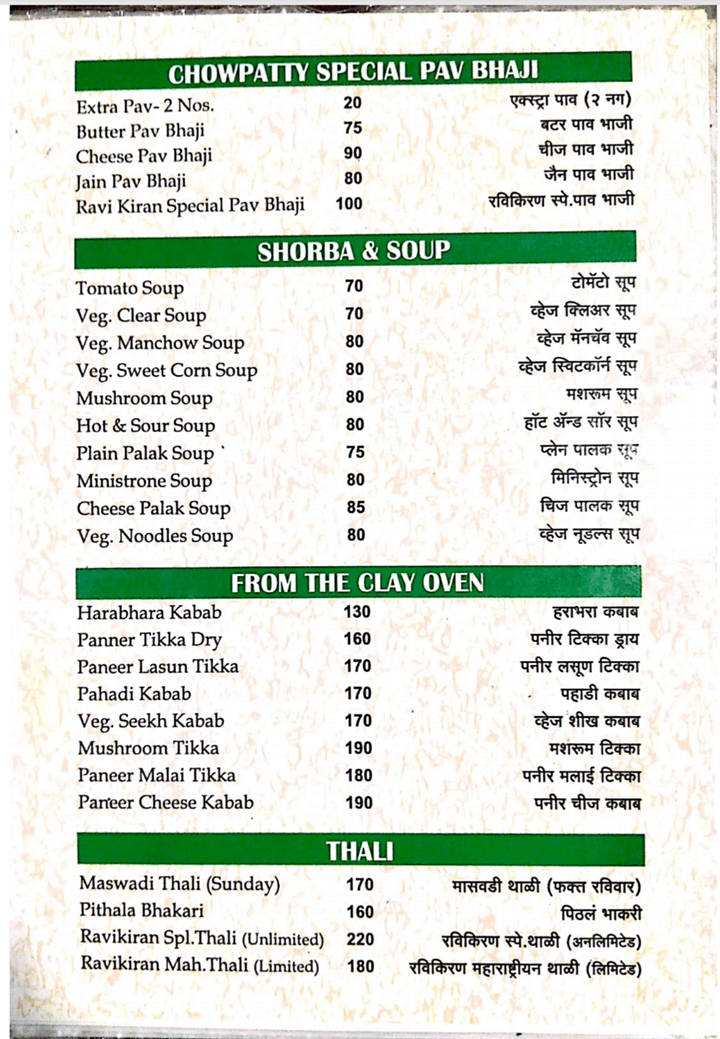 CHOWPATTY SPECIAL PAV BHAJI
Extra Pav- 2 Nos. 20 एक्स्ट्रा पाव (२ नग)
Butter Pav Bhaji 75 बटर पाव भाजी
Cheese Pav Bhaji 90 चीज पाव भाजी
Jain Pav Bhaji 80 जैन पाव भाजी
Ravi Kiran Special Pav Bhaji 100 रविकिरण स्पे.पाव भाजी
SHORBA & SOUP
Tomato Soup 70 टोमॅटो सूप
Veg. Clear Soup 70 व्हेज क्लिअर सूप
Veg. Manchow Soup 80 व्हेज मॅनचॅव सूप
Veg. Sweet Corn Soup 80 व्हेज स्विटकॉर्न सूप
Mushroom Soup 80 मशरूम सूप
Hot & Sour Soup 80 हॉट ॲन्ड सॉर सूप
Plain Palak Soup 75 प्लेन पालक सूप
Ministrone Soup 80 मिनिस्ट्रोन सूप
Cheese Palak Soup 85 चिज पालक सूप
Veg. Noodles Soup 80 व्हेज नूडल्स सूप
FROM THE CLAY OVEN
Harabhara Kabab 130 हराभरा कबाब
Panner Tikka Dry 160 पनीर टिक्का ड्राय
Paneer Lasun Tikka 170 पनीर लसूण टिक्का
Pahadi Kabab 170 पहाडी कबाब
Veg. Seekh Kabab 170 व्हेज शीख कबाब
Mushroom Tikka 190 मशरूम टिक्का
Paneer Malai Tikka 180 पनीर मलाई टिक्का
Paneer Cheese Kabab 190 पनीर चीज कबाब
THALI
Maswadi Thali (Sunday) 170 मासवडी थाळी (फक्त रविवार)
Pithala Bhakari 160 पिठलं भाकरी
Ravikiran Spl.Thali (Unlimited) 220 रविकिरण स्पे.थाळी (अनलिमिटेड)
Ravikiran Mah.Thali (Limited) 180 रविकिरण महाराष्ट्रीयन थाळी (लिमिटेड)